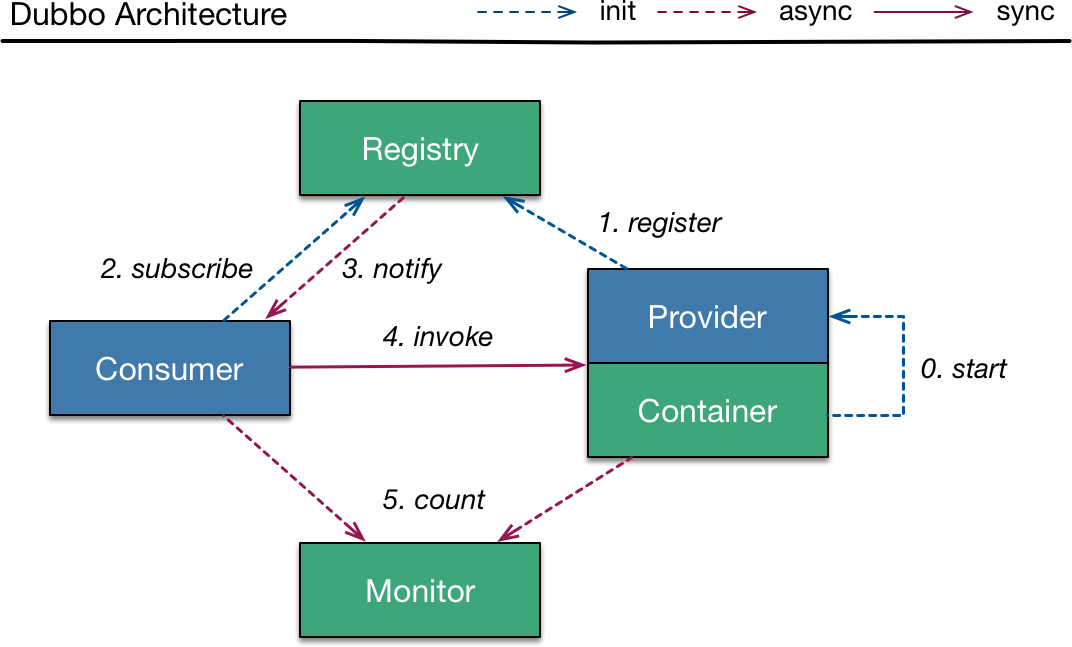 Dubbo Architecture
init
async
sync
Registry
1. register
2. subscribe
3. notify
Provider
4. invoke
Consumer
0. start
Container
5. count
Monitor